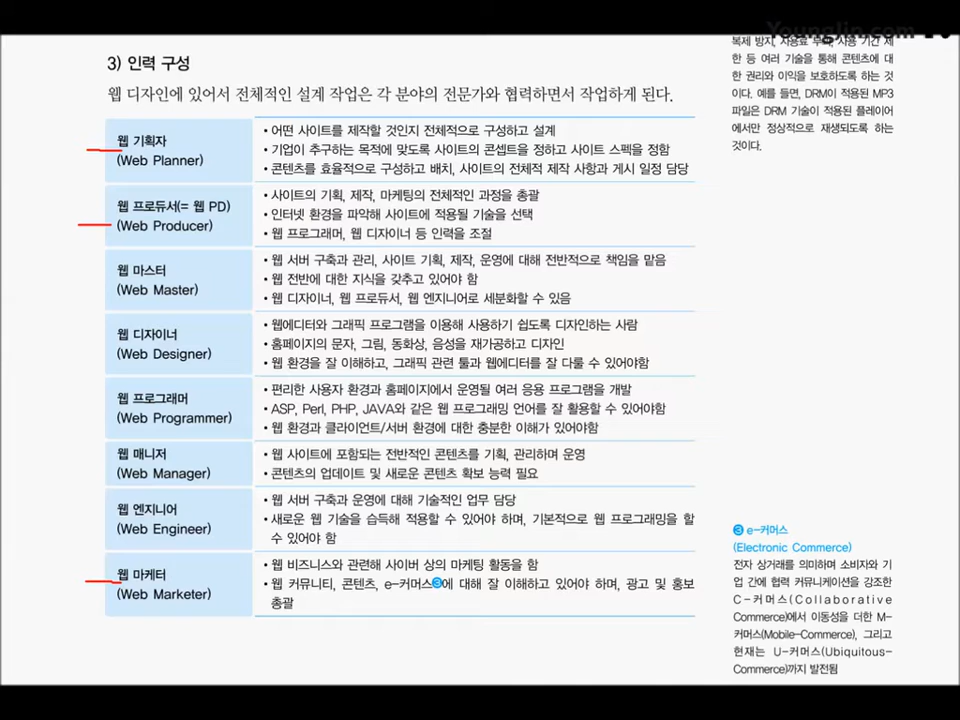 Youngjin.com
3) 인력 구성
웹 디자인에 있어서 전체적인 설계 작업은 각 분야의 전문가와 협력하면서 작업하게 된다.
웹 기획자
(Web Planner)
• 어떤 사이트를 제작할 것인지 전체적으로 구성하고 설계
• 기업이 추구하는 목적에 맞도록 사이트의 콘셉트를 정하고 사이트 스펙을 정함
• 콘텐츠를 효율적으로 구성하고 배치, 사이트의 전체적 제작 사항과 게시 일정 담당
웹 프로듀서(= 웹 PD)
(Web Producer)
• 사이트의 기획, 제작, 마케팅의 전체적인 과정을 총괄
• 인터넷 환경을 파악해 사이트에 적용될 기술을 선택
• 웹 프로그래머, 웹 디자이너 등 인력을 조절
웹 마스터
(Web Master)
• 웹 서버 구축과 관리, 사이트 기획, 제작, 운영에 대해 전반적으로 책임을 맡음
• 웹 전반에 대한 지식을 갖추고 있어야 함
• 웹 디자이너, 웹 프로듀서, 웹 엔지니어로 세분화할 수 있음
웹 디자이너
(Web Designer)
• 웹에디터와 그래픽 프로그램을 이용해 사용하기 쉽도록 디자인하는 사람
• 홈페이지의 문자, 그림, 동화상, 음성을 재가공하고 디자인
• 웹 환경을 잘 이해하고, 그래픽 관련 툴과 웹에디터를 잘 다룰 수 있어야함
웹 프로그래머
(Web Programmer)
• 편리한 사용자 환경과 홈페이지에서 운영될 여러 응용 프로그램을 개발
• ASP, Perl, PHP, JAVA와 같은 웹 프로그래밍 언어를 잘 활용할 수 있어야함
• 웹 환경과 클라이언트/서버 환경에 대한 충분한 이해가 있어야함
웹 매니저
(Web Manager)
• 웹 사이트에 포함되는 전반적인 콘텐츠를 기획, 관리하며 운영
• 콘텐츠의 업데이트 및 새로운 콘텐츠 확보 능력 필요
웹 엔지니어
(Web Engineer)
• 웹 서버 구축과 운영에 대해 기술적인 업무 담당
• 새로운 웹 기술을 습득해 적용할 수 있어야 하며, 기본적으로 웹 프로그래밍을 할
수 있어야 함
웹 마케터
(Web Marketer)
• 웹 비즈니스와 관련해 사이버 상의 마케팅 활동을 함
• 웹 커뮤니티, 콘텐츠, e-커머스❸에 대해 잘 이해하고 있어야 하며, 광고 및 홍보
총괄
복제 방지, 사용료 부과, 사용 기간 제
한 등 여러 기술을 통해 콘텐츠에 대
한 권리와 이익을 보호하도록 하는 것
이다. 예를 들면, DRM이 적용된 MP3
파일은 DRM 기술이 적용된 플레이어
에서만 정상적으로 재생되도록 하는
것이다.
❸ e-커머스
(Electronic Commerce)
전자 상거래를 의미하며 소비자와 기
업 간에 협력 커뮤니케이션을 강조한
C-커머스(Collaborative
Commerce)에서 이동성을 더한 M-
커머스(Mobile-Commerce), 그리고
현재는 U-커머스(Ubiquitous-
Commerce)까지 발전됨